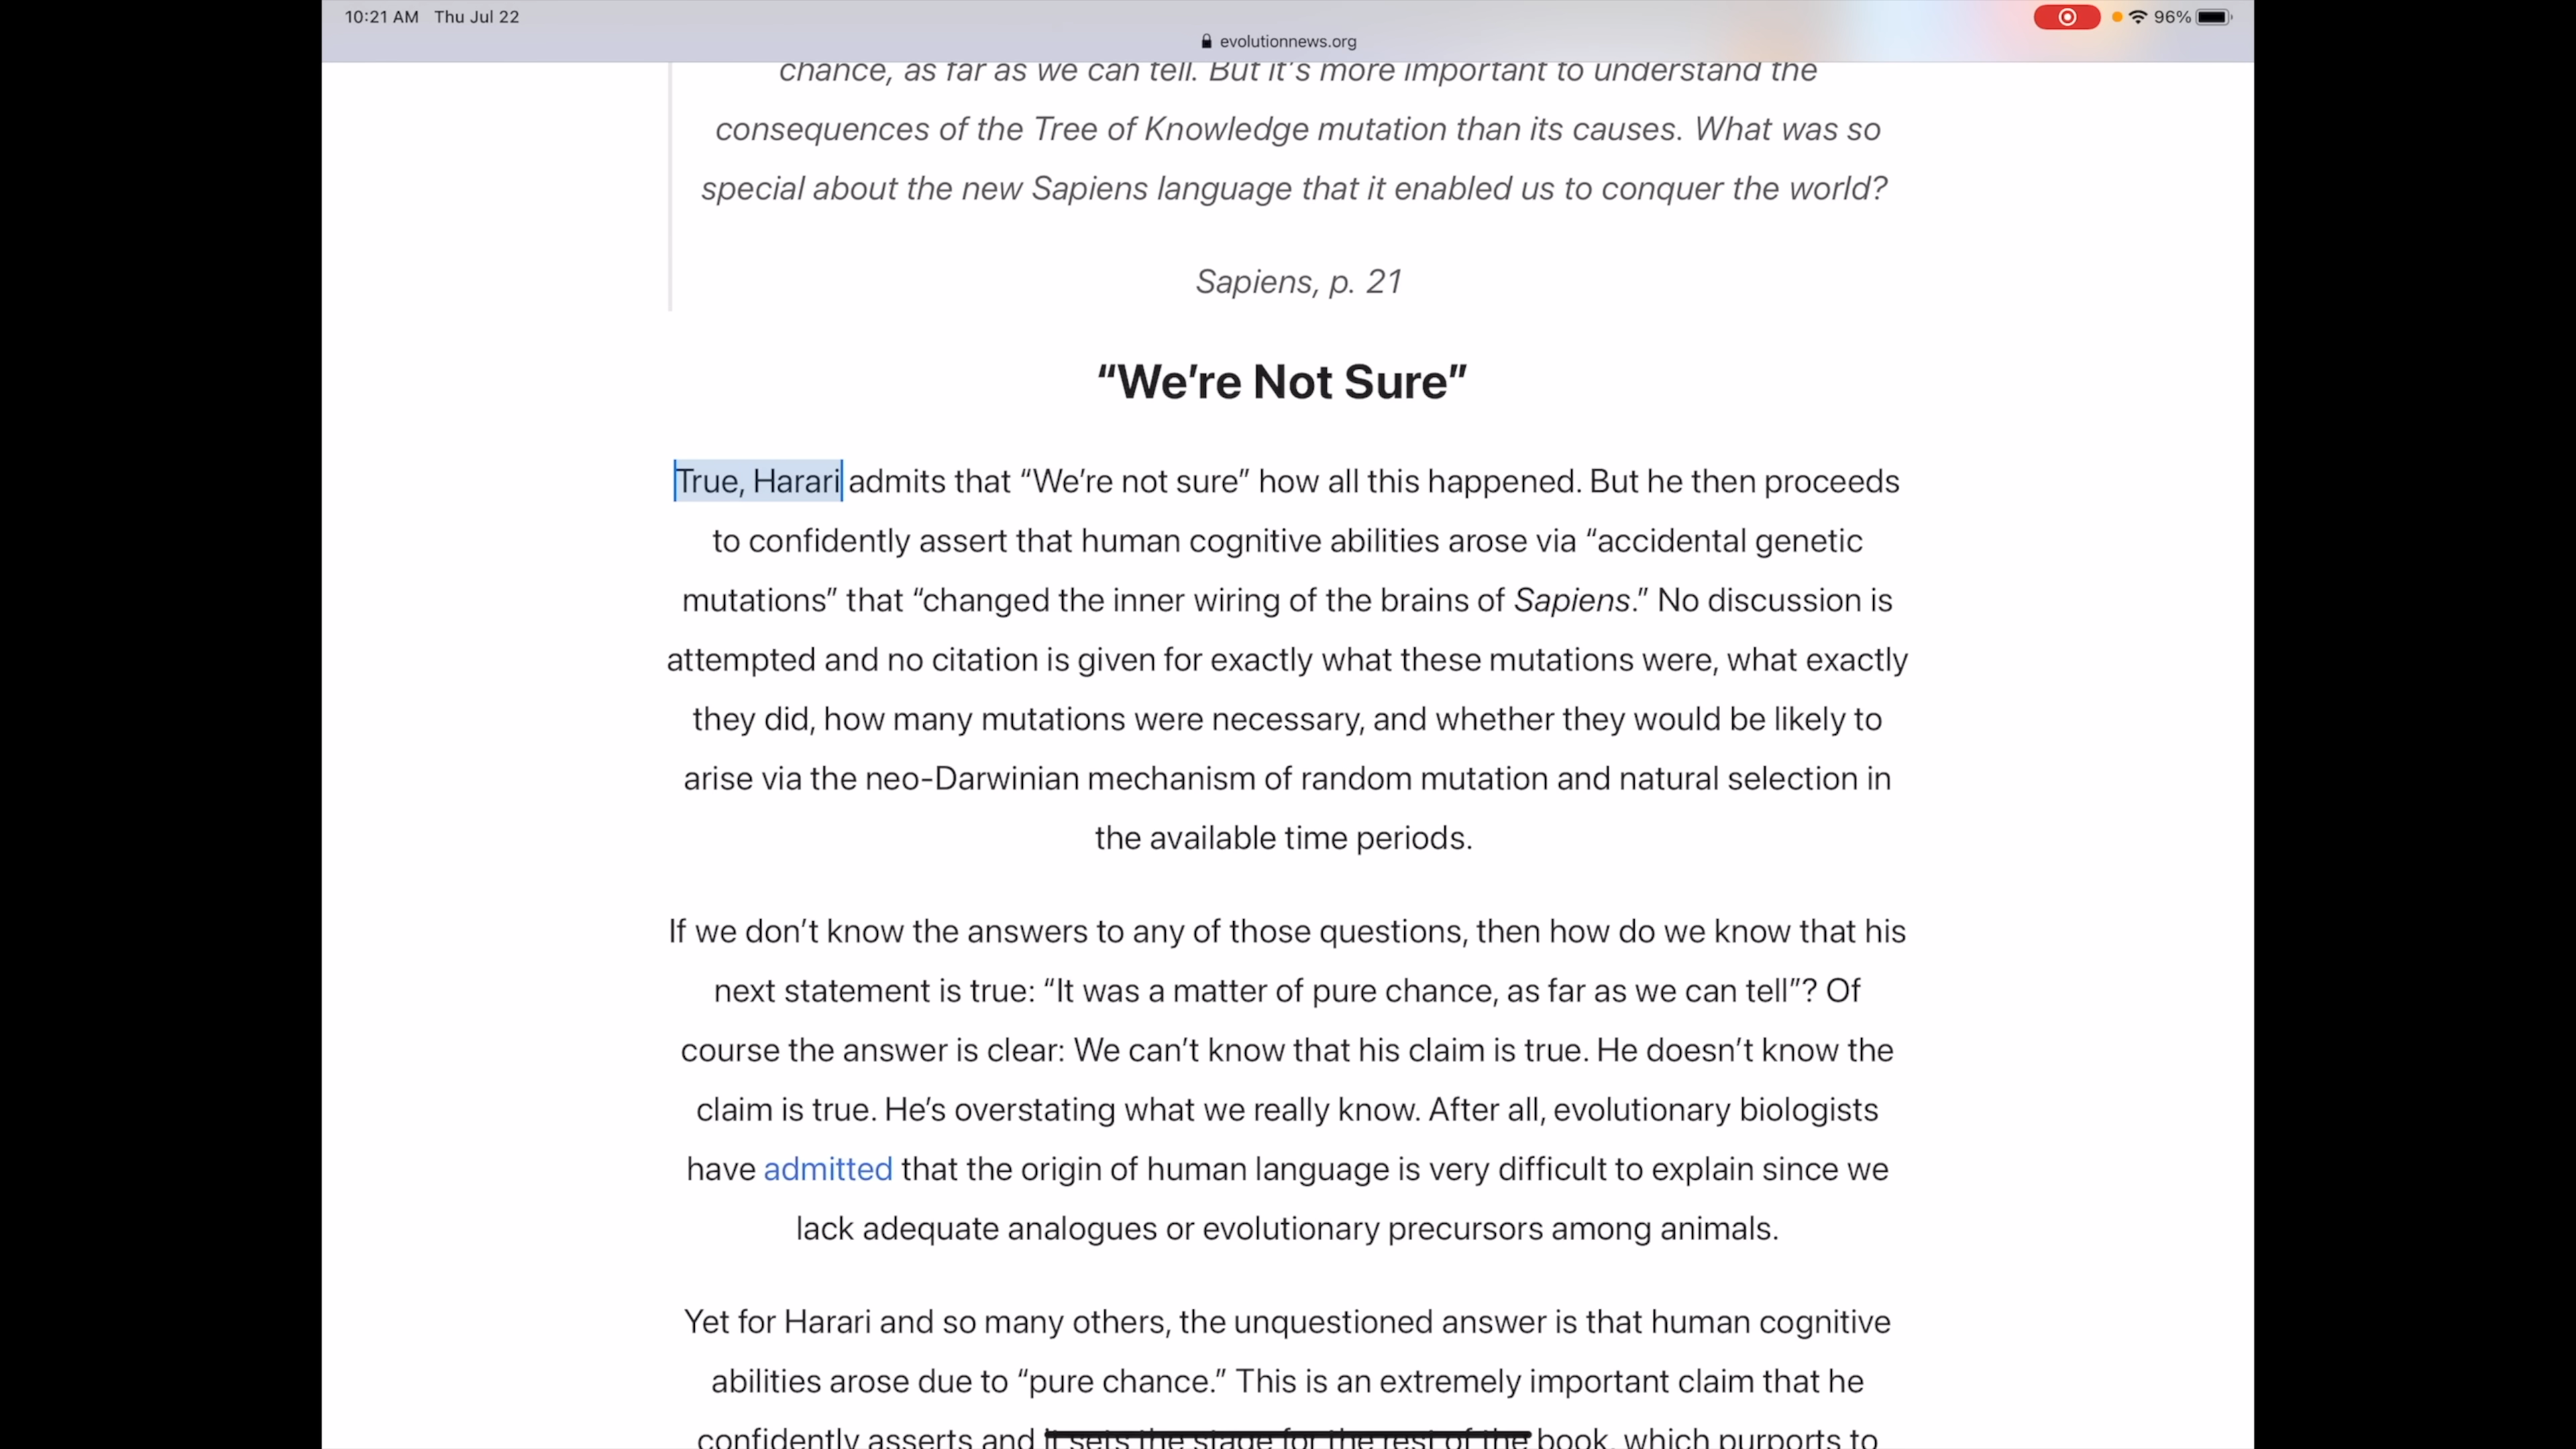 10:21 AM Thu Jul 22
96%
evolutionnews.org
chance, as far as we can tell. But it's more important to understand the
consequences of the Tree of Knowledge mutation than its causes. What was so
special about the new Sapiens language that it enabled us to conquer the world?
Sapiens, p. 21
“We’re Not Sure”
True, Harari admits that “We’re not sure” how all this happened. But he then proceeds
to confidently assert that human cognitive abilities arose via “accidental genetic
mutations” that “changed the inner wiring of the brains of Sapiens.” No discussion is
attempted and no citation is given for exactly what these mutations were, what exactly
they did, how many mutations were necessary, and whether they would be likely to
arise via the neo-Darwinian mechanism of random mutation and natural selection in
the available time periods.
If we don’t know the answers to any of those questions, then how do we know that his
next statement is true: “It was a matter of pure chance, as far as we can tell”? Of
course the answer is clear: We can’t know that his claim is true. He doesn’t know the
claim is true. He’s overstating what we really know. After all, evolutionary biologists
have admitted that the origin of human language is very difficult to explain since we
lack adequate analogues or evolutionary precursors among animals.
Yet for Harari and so many others, the unquestioned answer is that human cognitive
abilities arose due to “pure chance.” This is an extremely important claim that he
confidently asserts and it sets the stage for the rest of the book, which purports to